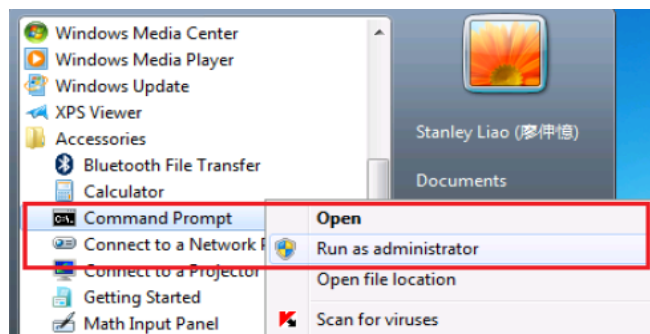 Windows Media Center
Windows Media Player
Windows Update
XPS Viewer
Accessories
Bluetooth File Transfer
Calculator
Command Prompt
Connect to a Network P
Connect to a Projector
Getting Started
Math Input Panel
Stanley Liao (廖伸憶)
Documents
Open
Run as administrator
Open file location
Scan for viruses